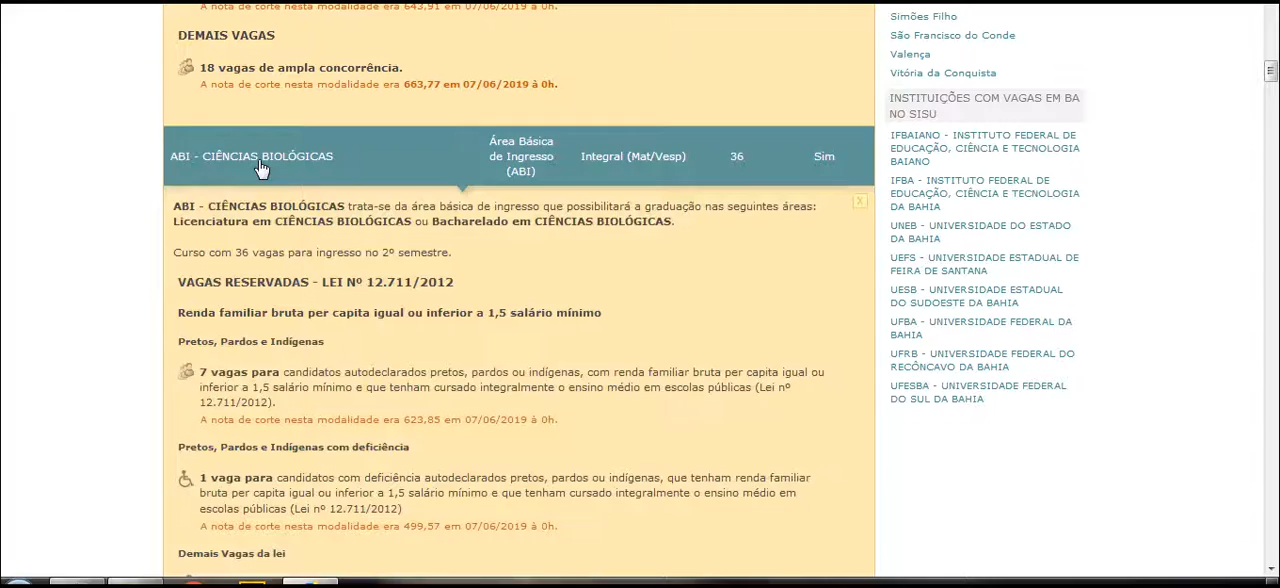 A nota de corte nesta modalidade era 643,91 em 07/06/2019 à 0h.
DEMAIS VAGAS
18 vagas de ampla concorrência.
A nota de corte nesta modalidade era 663,77 em 07/06/2019 à 0h.
ABI - CIÊNCIAS BIOLÓGICAS
Área Básica
de Ingresso
(ABI)
Integral (Mat/Vesp)
36
Sim
ABI - CIÊNCIAS BIOLÓGICAS trata-se da área básica de ingresso que possibilitará a graduação nas seguintes áreas:
Licenciatura em CIÊNCIAS BIOLÓGICAS ou Bacharelado em CIÊNCIAS BIOLÓGICAS.
X
Curso com 36 vagas para ingresso no 2º semestre.
VAGAS RESERVADAS - LEI Nº 12.711/2012
Renda familiar bruta per capita igual ou inferior a 1,5 salário mínimo
Pretos, Pardos e Indígenas
7 vagas para candidatos autodeclarados pretos, pardos ou indígenas, com renda familiar bruta per capita igual ou
inferior a 1,5 salário mínimo e que tenham cursado integralmente o ensino médio em escolas públicas (Lei nº
12.711/2012).
A nota de corte nesta modalidade era 623,85 em 07/06/2019 à 0h.
Pretos, Pardos e Indígenas com deficiência
1 vaga para candidatos com deficiência autodeclarados pretos, pardos ou indígenas, que tenham renda familiar
bruta per capita igual ou inferior a 1,5 salário mínimo e que tenham cursado integralmente o ensino médio em
escolas públicas (Lei nº 12.711/2012)
A nota de corte nesta modalidade era 499,57 em 07/06/2019 à 0h.
Demais Vagas da lei
Simões Filho
São Francisco do Conde
Valença
Vitória da Conquista
INSTITUIÇÕES COM VAGAS EM BA
NO SISU
IFBAIANO - INSTITUTO FEDERAL DE
EDUCAÇÃO, CIÊNCIA E TECNOLOGIA
BAIANO
IFBA - INSTITUTO FEDERAL DE
EDUCAÇÃO, CIÊNCIA E TECNOLOGIA
DA BAHIA
UNEB - UNIVERSIDADE DO ESTADO
DA BAHIA
UEFS - UNIVERSIDADE ESTADUAL DE
FEIRA DE SANTANA
UESB - UNIVERSIDADE ESTADUAL
DO SUDOESTE DA BAHIA
UFBA - UNIVERSIDADE FEDERAL DA
BAHIA
UFRB - UNIVERSIDADE FEDERAL DO
RECÔNCAVO DA BAHIA
UFESBA - UNIVERSIDADE FEDERAL
DO SUL DA BAHIA